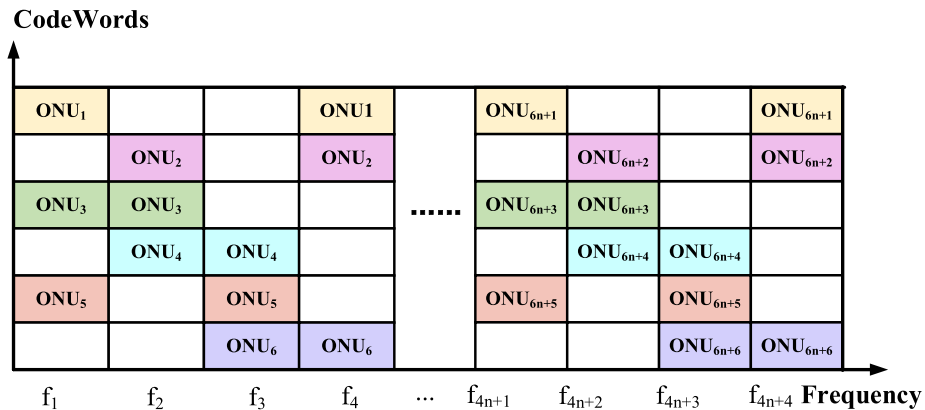 CodeWords
ONU₁ ONU1 ONU₆ₙ₊₁ ONU₆ₙ₊₁
ONU₂ ONU₂ ONU₆ₙ₊₂ ONU₆ₙ₊₂
ONU₃ ONU₃ ...... ONU₆ₙ₊₃ ONU₆ₙ₊₃
ONU₄ ONU₄ ONU₆ₙ₊₄ ONU₆ₙ₊₄
ONU₅ ONU₅ ONU₆ₙ₊₅ ONU₆ₙ₊₅
ONU₆ ONU₆ ONU₆ₙ₊₆ ONU₆ₙ₊₆
f₁ f₂ f₃ f₄ ... f₄ₙ₊₁ f₄ₙ₊₂ f₄ₙ₊₃ f₄ₙ₊₄ Frequency